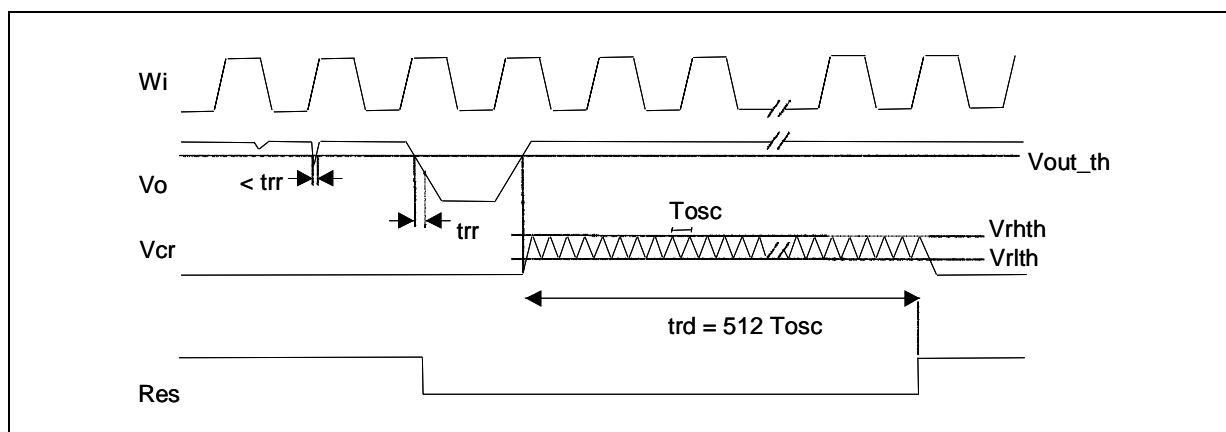 Wi
Vout_th
< trr
Vo
trr
Tosc
Vrhth
Vcr
Vrlth
trd = 512 Tosc
Res